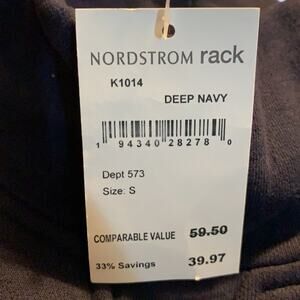 NORDSTROM rack
K1014
DEEP NAVY
1 94340 28278 0
Dept 573
Size: S
COMPARABLE VALUE 59.50
33% Savings 39.97